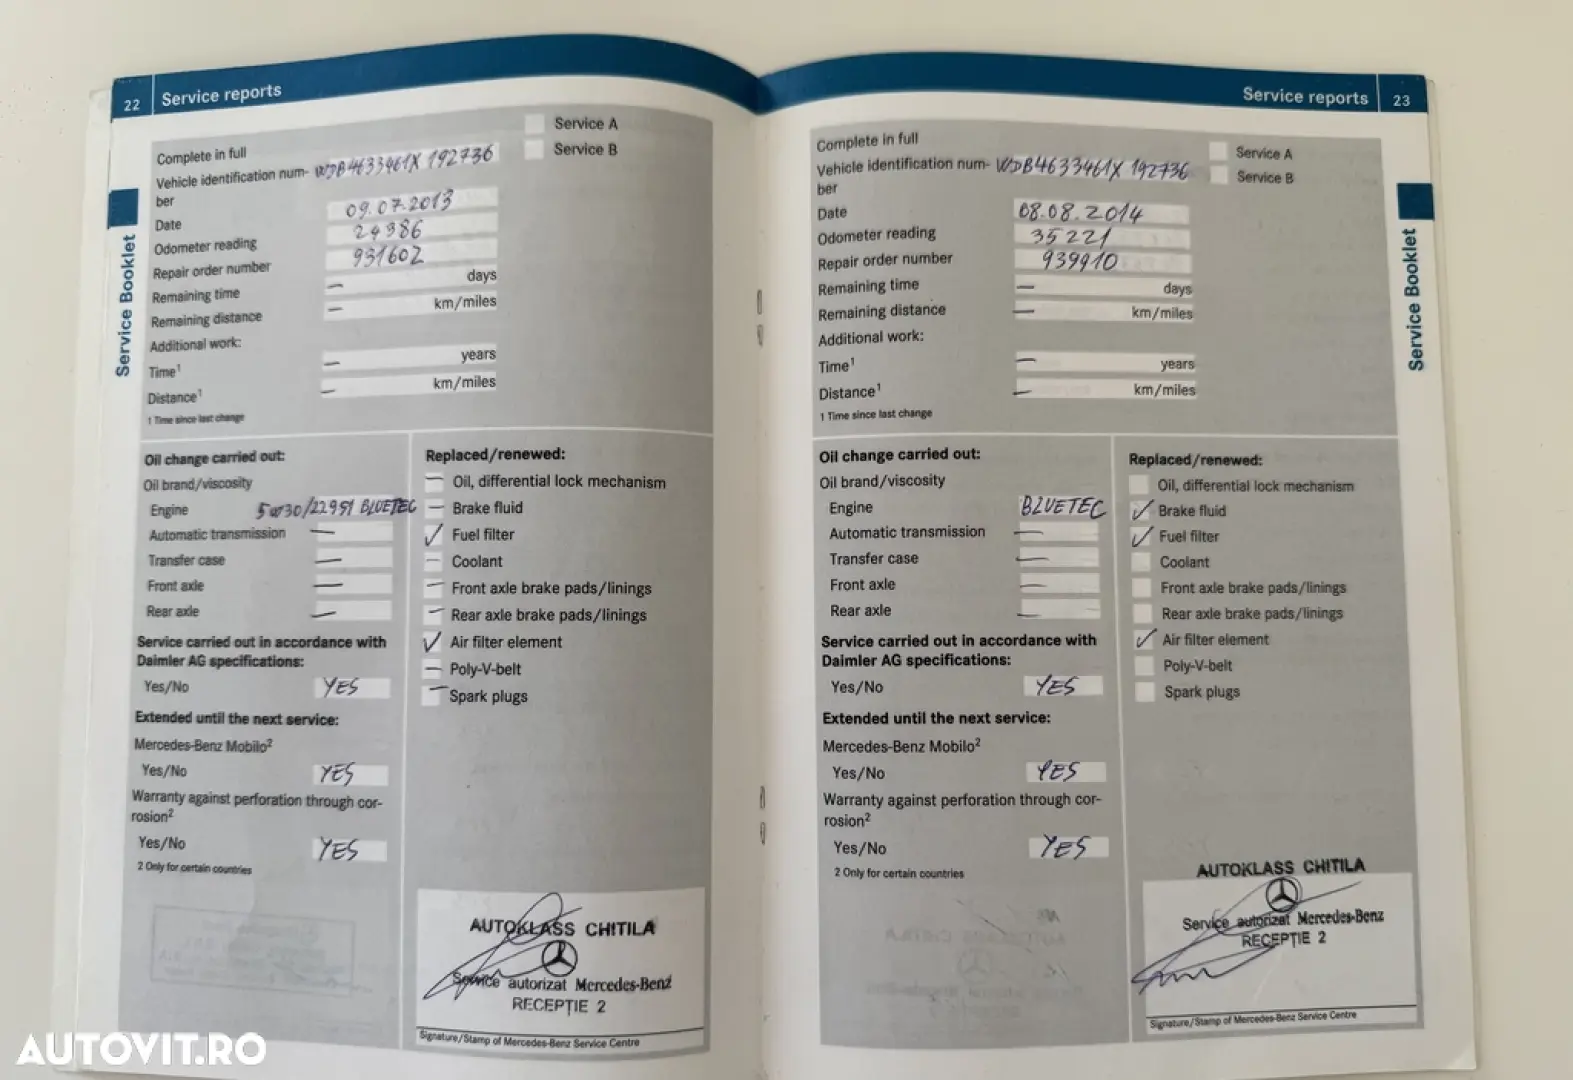 22 Service reports
Complete in full
Vehicle identification num- WDB4633461X 192736
ber
Date 09.07.2013
Odometer reading 24386
Repair order number 931602
Remaining time — days
Remaining distance — km/miles
Additional work:
Time¹ — years
Distance¹ — km/miles
1 Time since last change
Service A
Service B
Service Booklet
Oil change carried out:
Oil brand/viscosity
Engine 5w30/22951 BLUETEC
Automatic transmission —
Transfer case —
Front axle —
Rear axle —
Service carried out in accordance with
Daimler AG specifications:
Yes/No YES
Extended until the next service:
Mercedes-Benz Mobilo²
Yes/No YES
Warranty against perforation through cor-
rosion²
Yes/No YES
2 Only for certain countries
Replaced/renewed:
— Oil, differential lock mechanism
— Brake fluid
✓ Fuel filter
— Coolant
— Front axle brake pads/linings
— Rear axle brake pads/linings
✓ Air filter element
— Poly-V-belt
— Spark plugs
AUTOKLASS CHITILA
Service autorizat Mercedes-Benz
RECEPȚIE 2
Signature/Stamp of Mercedes-Benz Service Centre
Service reports 23
Complete in full
Vehicle identification num- WDB4633461X 192736
ber
Date 08.08.2014
Odometer reading 35221
Repair order number 939910
Remaining time — days
Remaining distance — km/miles
Additional work:
Time¹ — years
Distance¹ — km/miles
1 Time since last change
Service A
Service B
Service Booklet
Oil change carried out:
Oil brand/viscosity
Engine BLUETEC
Automatic transmission —
Transfer case —
Front axle —
Rear axle —
Service carried out in accordance with
Daimler AG specifications:
Yes/No YES
Extended until the next service:
Mercedes-Benz Mobilo²
Yes/No YES
Warranty against perforation through cor-
rosion²
Yes/No YES
2 Only for certain countries
Replaced/renewed:
Oil, differential lock mechanism
✓ Brake fluid
✓ Fuel filter
Coolant
Front axle brake pads/linings
Rear axle brake pads/linings
✓ Air filter element
Poly-V-belt
Spark plugs
AUTOKLASS CHITILA
Service autorizat Mercedes-Benz
RECEPȚIE 2
Signature/Stamp of Mercedes-Benz Service Centre
AUTOVIT.RO